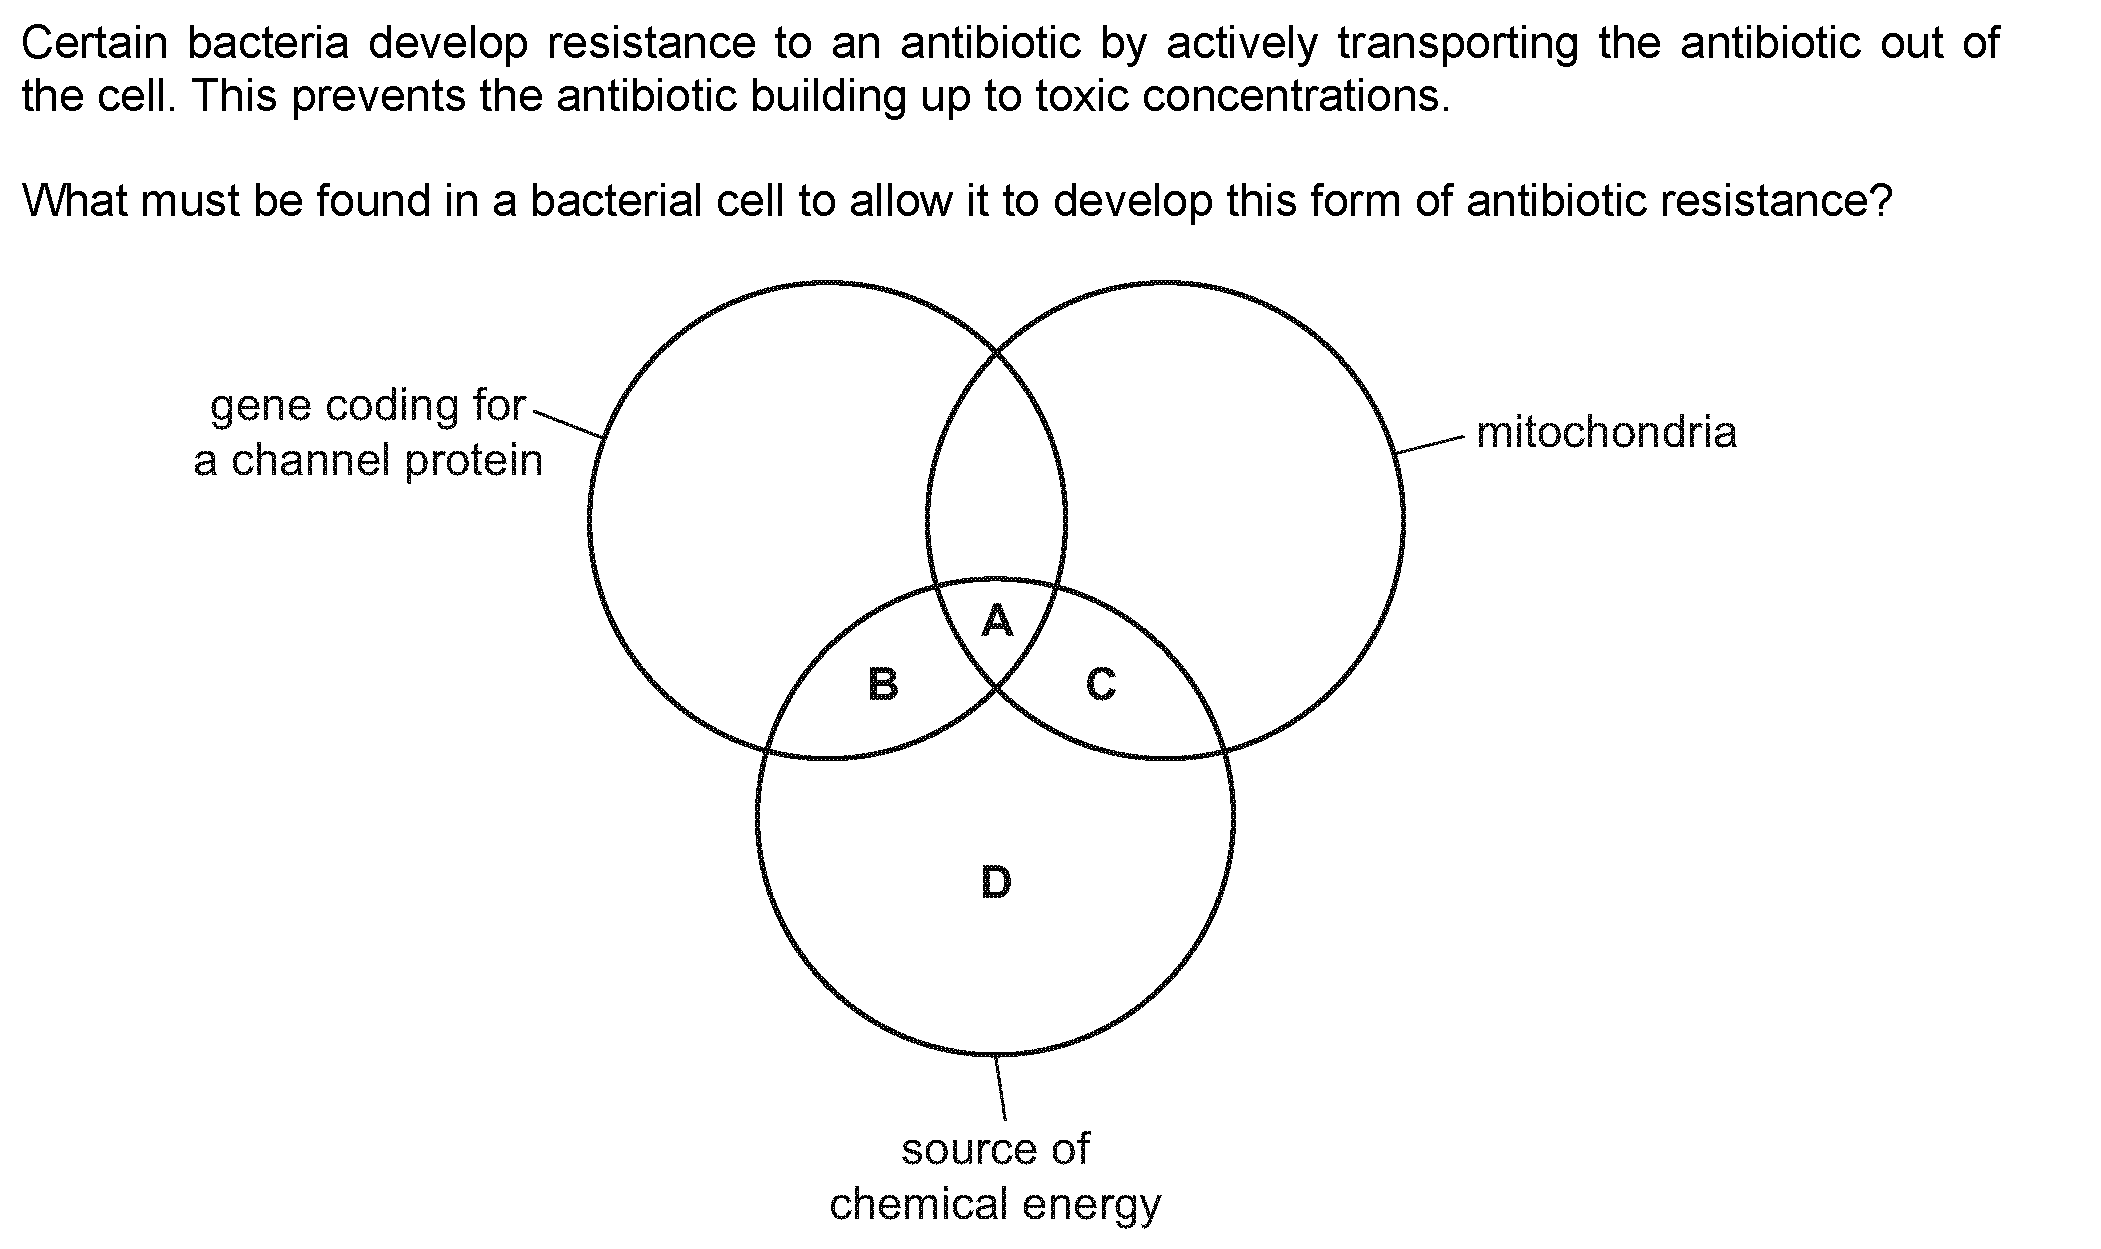 Certain bacteria develop resistance to an antibiotic by actively transporting the antibiotic out of
the cell. This prevents the antibiotic building up to toxic concentrations.
What must be found in a bacterial cell to allow it to develop this form of antibiotic resistance?
gene coding for
a channel protein
mitochondria
A
B
C
D
source of
chemical energy